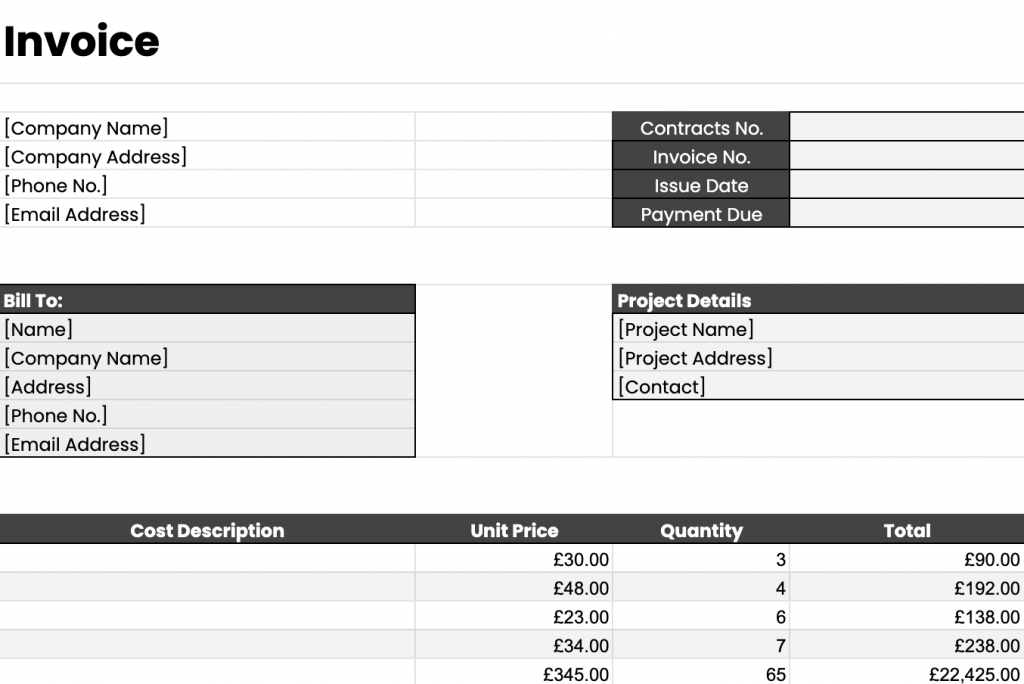 Invoice
[Company Name] Contracts No.
[Company Address] Invoice No.
[Phone No.] Issue Date
[Email Address] Payment Due
Bill To: Project Details
[Name] [Project Name]
[Company Name] [Project Address]
[Address] [Contact]
[Phone No.]
[Email Address]
Cost Description Unit Price Quantity Total
£30.00 3 £90.00
£48.00 4 £192.00
£23.00 6 £138.00
£34.00 7 £238.00
£345.00 65 £22,425.00